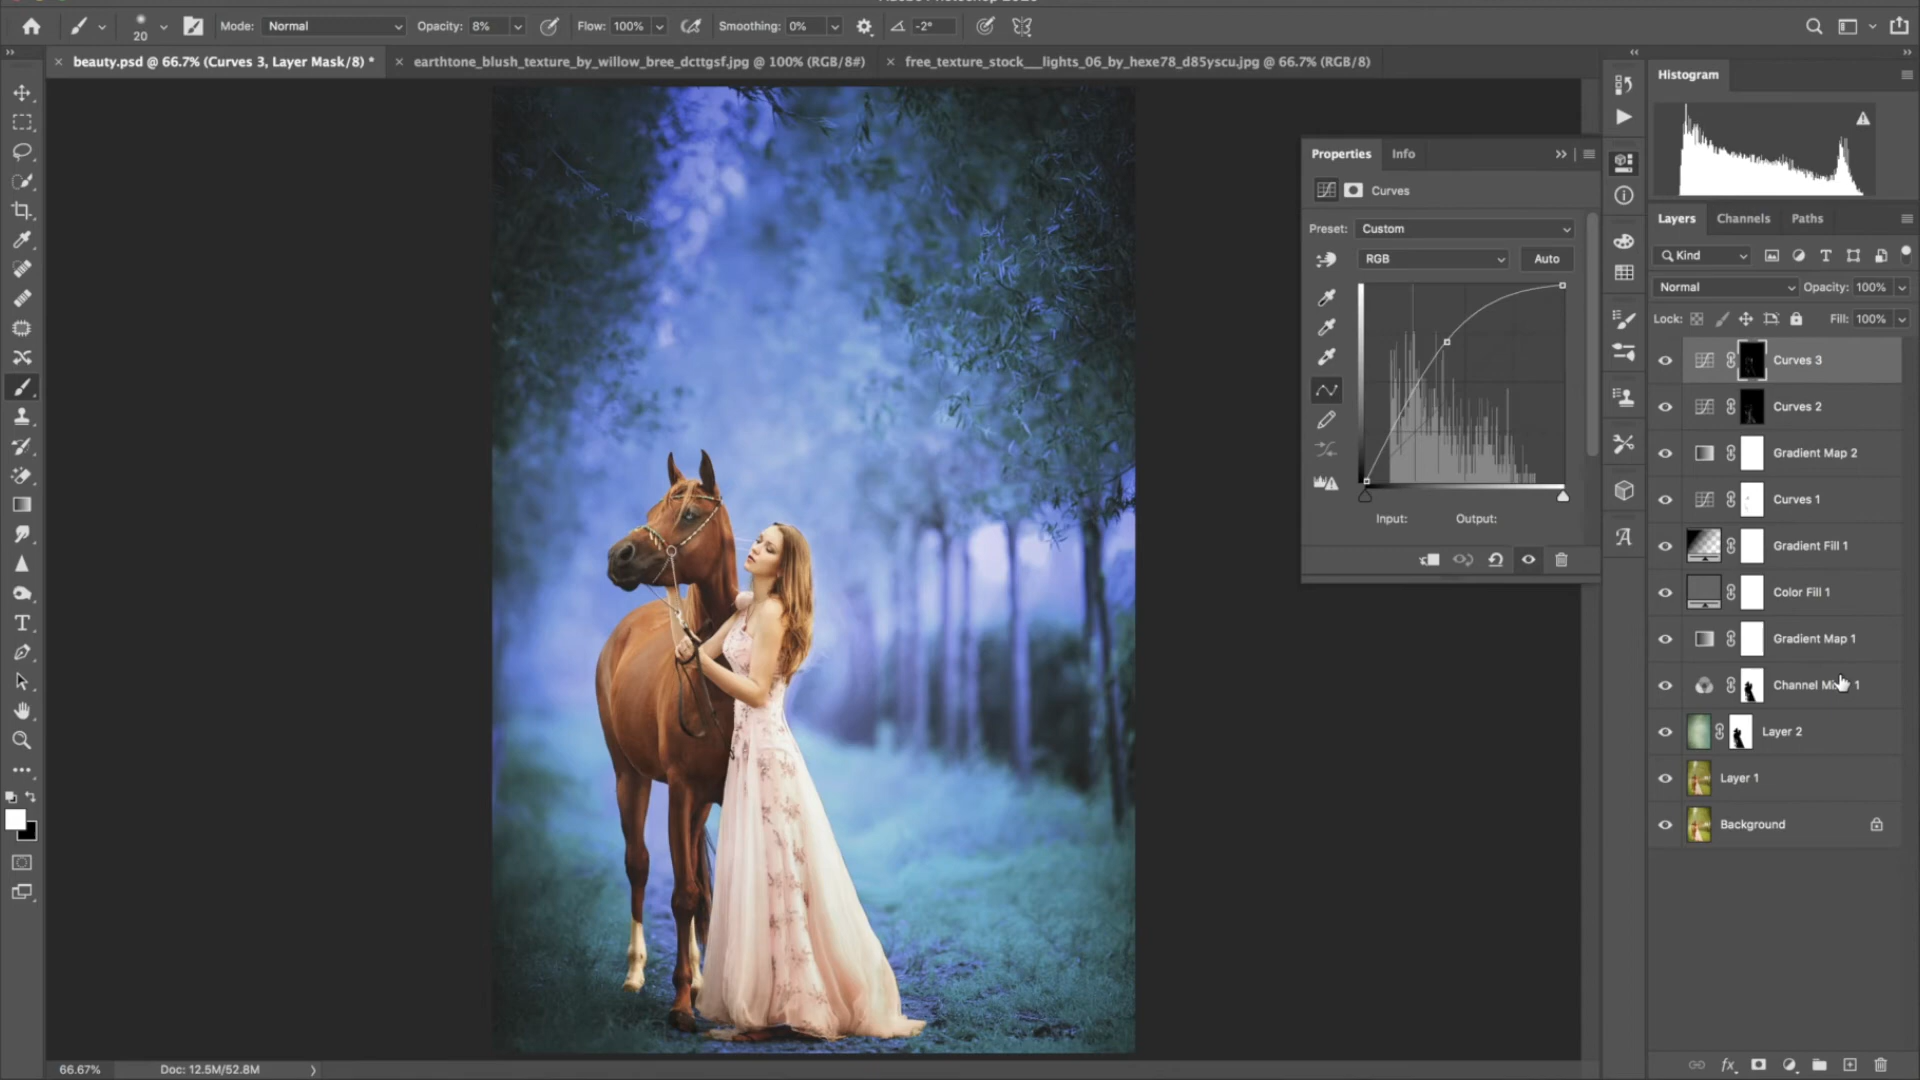 20
Mode: Normal Opacity: 8% Flow: 100% Smoothing: 0% -2°
beauty.psd @ 66.7% (Curves 3, Layer Mask/8) *
earthtone_blush_texture_by_willow_bree_dcttgsf.jpg @ 100% (RGB/8#)
free_texture_stock___lights_06_by_hexe78_d85yscu.jpg @ 66.7% (RGB/8)
Properties Info
Curves
Preset: Custom
RGB Auto
Input: Output:
Histogram
Layers Channels Paths
Kind
Normal Opacity: 100%
Lock: Fill: 100%
Curves 3
Curves 2
Gradient Map 2
Curves 1
Gradient Fill 1
Color Fill 1
Gradient Map 1
Channel 1
Layer 2
Layer 1
Background
fx
66.67% Doc: 12.5M/52.8M